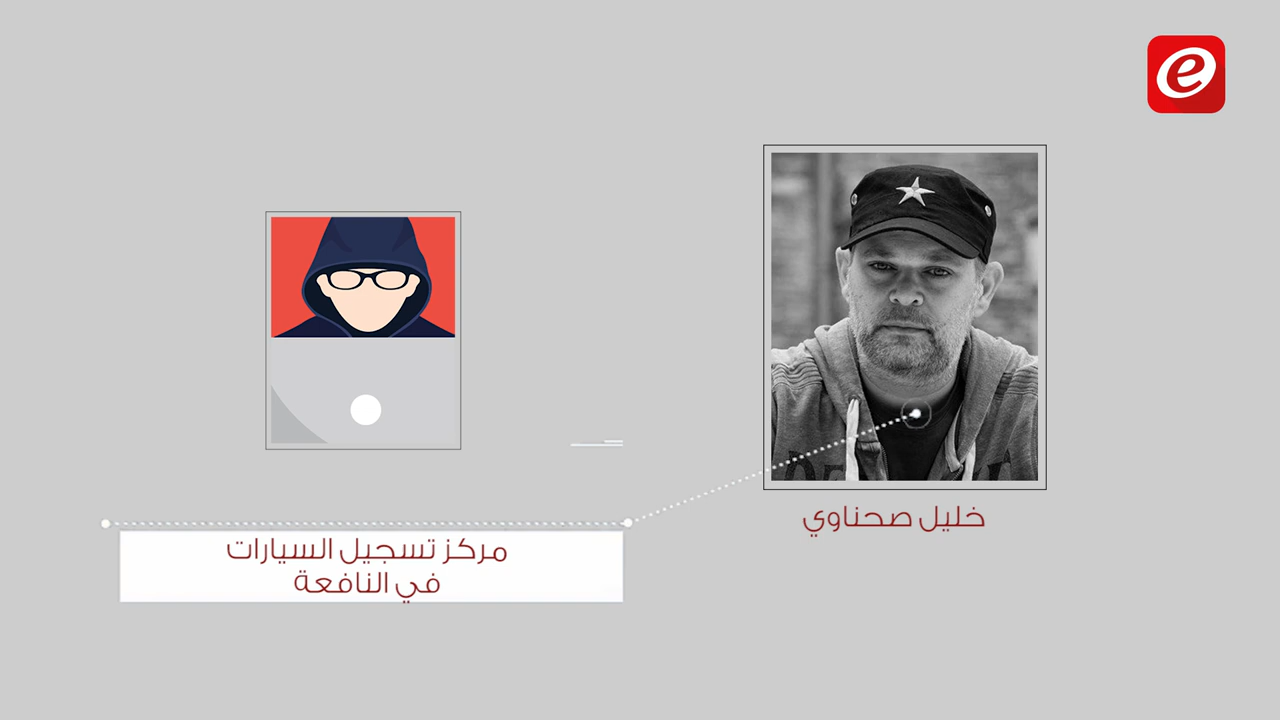 e
خليل صحناوي
مركز تسجيل السيارات
في النافعة